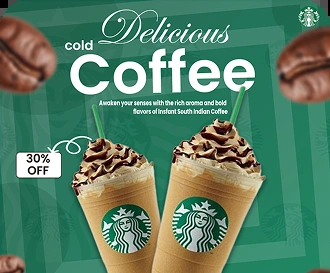 Delicious
cold
Coffee
Awaken your senses with the rich aroma and bold
flavors of Insfant South Indian Coffee
30%
OFF